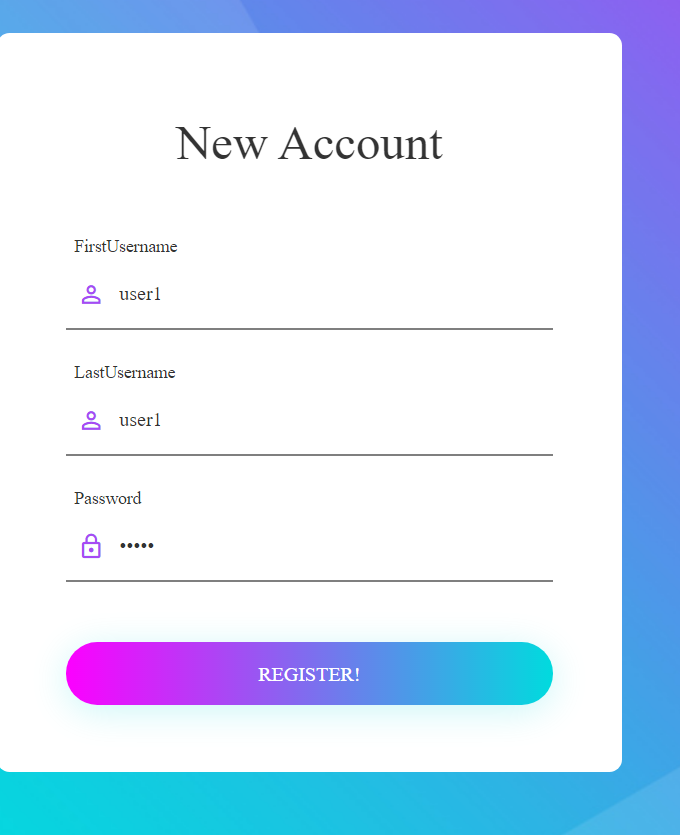 New Account
FirstUsername
user1
LastUsername
user1
Password
•••••
REGISTER!